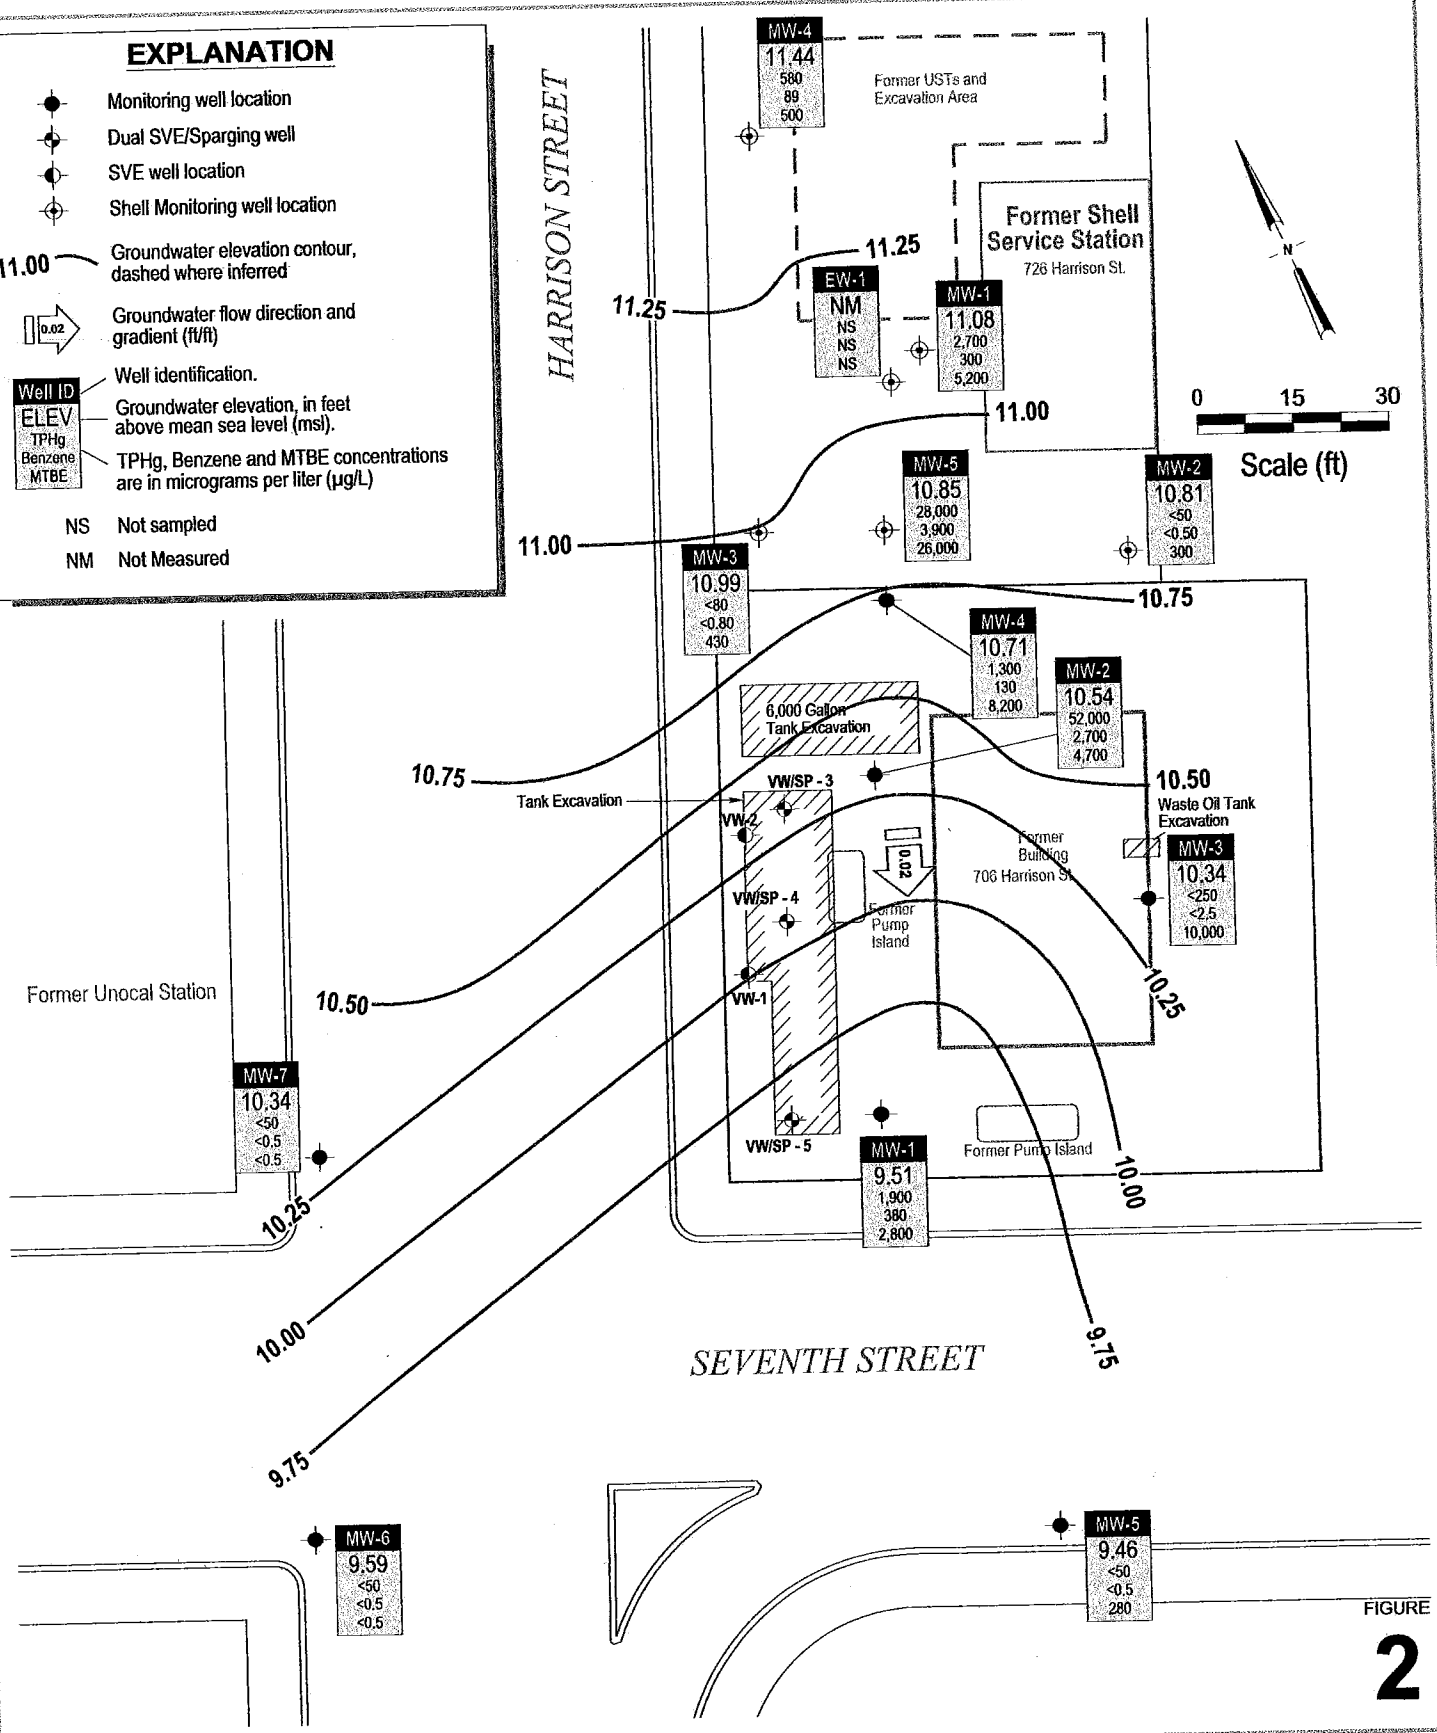 EXPLANATION
Monitoring well location
Dual SVE/Sparging well
SVE well location
Shell Monitoring well location
11.00
Groundwater elevation contour,
dashed where inferred
0.02
Groundwater flow direction and
gradient (ft/ft)
Well ID
ELEV
TPHg
Benzene
MTBE
Well identification.
Groundwater elevation, in feet
above mean sea level (msl).
TPHg, Benzene and MTBE concentrations
are in micrograms per liter (µg/L)
NS Not sampled
NM Not Measured
HARRISON STREET
MW-4
11.44
580
89
500
Former USTs and
Excavation Area
Former Shell
Service Station
726 Harrison St.
N
0 15 30
Scale (ft)
11.25
11.25
EW-1
NM
NS
NS
NS
MW-1
11.08
2,700
300
5,200
11.00
11.00
MW-5
10.85
28,000
3,900
26,000
MW-2
10.81
<50
<0.50
300
MW-3
10.99
<80
<0.80
430
10.75
10.75
MW-4
10.71
1,300
130
8,200
MW-2
10.54
52,000
2,700
4,700
6,000 Gallon
Tank Excavation
VW/SP - 3
Tank Excavation
VW-2
10.50
10.50
Waste Oil Tank
Excavation
MW-3
10.34
<250
<2.5
10,000
Former
Building
706 Harrison St.
0.02
VW/SP - 4
Former
Pump
Island
VW-1
10.25
10.25
Former Unocal Station
MW-7
10.34
<50
<0.5
<0.5
VW/SP - 5
MW-1
9.51
1,900
380
2,800
Former Pump Island
10.00
10.00
SEVENTH STREET
9.75
9.75
MW-6
9.59
<50
<0.5
<0.5
MW-5
9.46
<50
<0.5
280
FIGURE
2